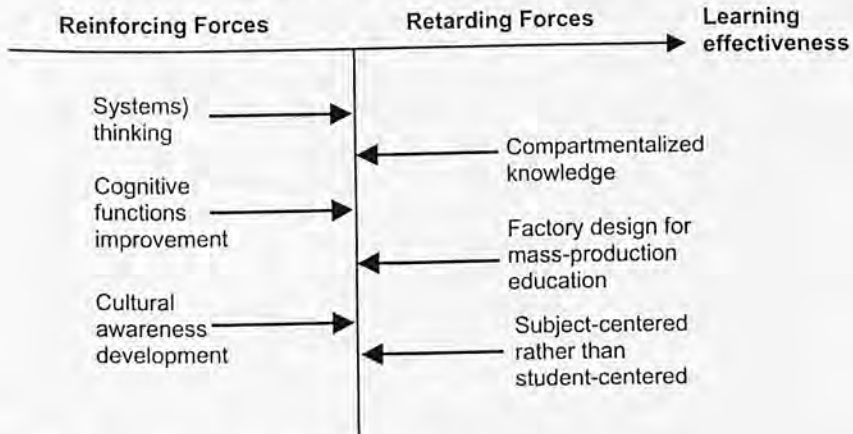 Reinforcing Forces
Retarding Forces
Learning
effectiveness
Systems)
thinking
Compartmentalized
knowledge
Cognitive
functions
improvement
Factory design for
mass-production
education
Cultural
awareness
development
Subject-centered
rather than
student-centered